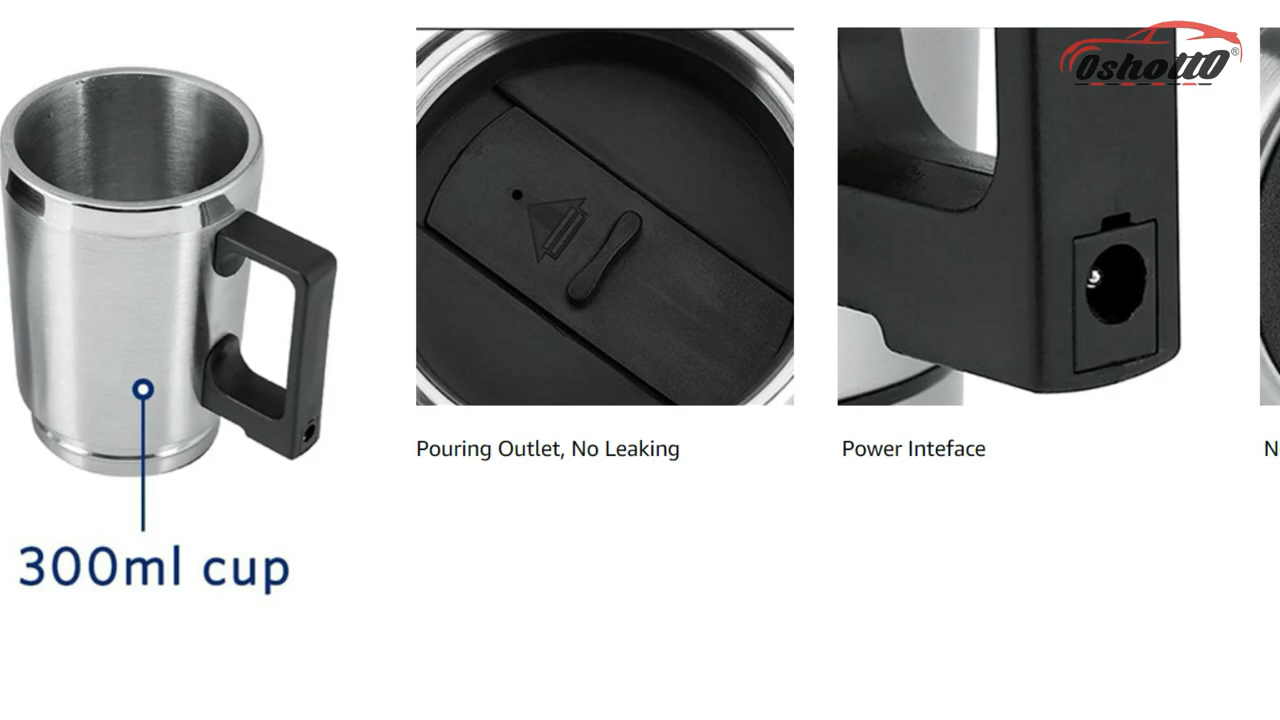 Oshotto®
Pouring Outlet, No Leaking
Power Inteface
N
300ml cup